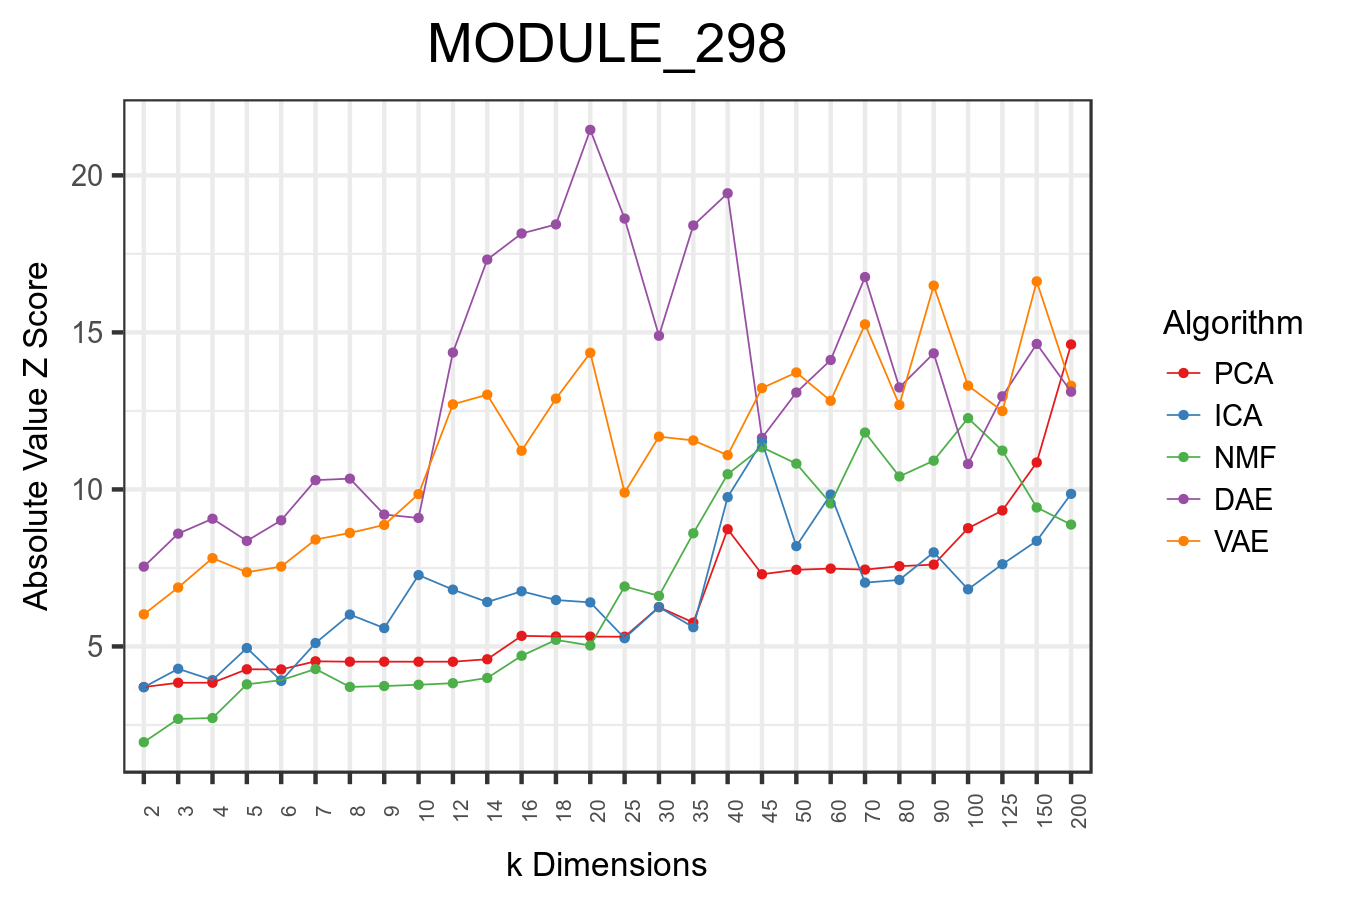 MODULE_298
Absolute Value Z Score
20
15
10
5
2 3 4 5 6 7 8 9 10 12 14 16 18 20 25 30 35 40 45 50 60 70 80 90 100 125 150 200
k Dimensions
Algorithm
PCA
ICA
NMF
DAE
VAE